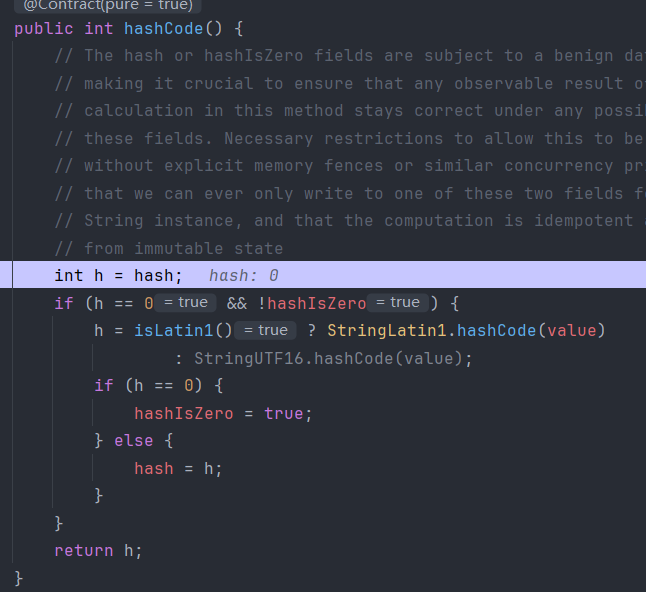 @Contract(pure = true)
public int hashCode() {
// The hash or hashIsZero fields are subject to a benign
// making it crucial to ensure that any observable result
// calculation in this method stays correct under any
// these fields. Necessary restrictions to allow this to be
// without explicit memory fences or similar concurrency
// that we can ever only write to one of these two fields
// String instance, and that the computation is idempotent
// from immutable state
int h = hash; hash: 0
if (h == 0 = true && !hashIsZero = true ) {
h = isLatin1() = true ? StringLatin1.hashCode(value)
: StringUTF16.hashCode(value);
if (h == 0) {
hashIsZero = true;
} else {
hash = h;
}
}
return h;
}